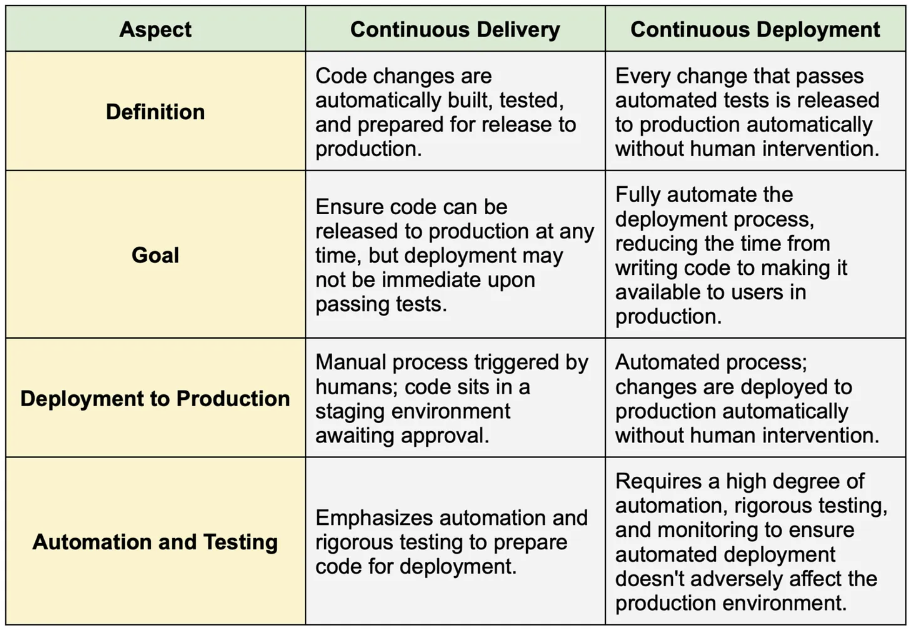 Aspect
Continuous Delivery
Continuous Deployment
Definition
Code changes are
automatically built, tested,
and prepared for release to
production.
Every change that passes
automated tests is released
to production automatically
without human intervention.
Goal
Ensure code can be
released to production at any
time, but deployment may
not be immediate upon
passing tests.
Fully automate the
deployment process,
reducing the time from
writing code to making it
available to users in
production.
Deployment to Production
Manual process triggered by
humans; code sits in a
staging environment
awaiting approval.
Automated process;
changes are deployed to
production automatically
without human intervention.
Automation and Testing
Emphasizes automation and
rigorous testing to prepare
code for deployment.
Requires a high degree of
automation, rigorous testing,
and monitoring to ensure
automated deployment
doesn't adversely affect the
production environment.